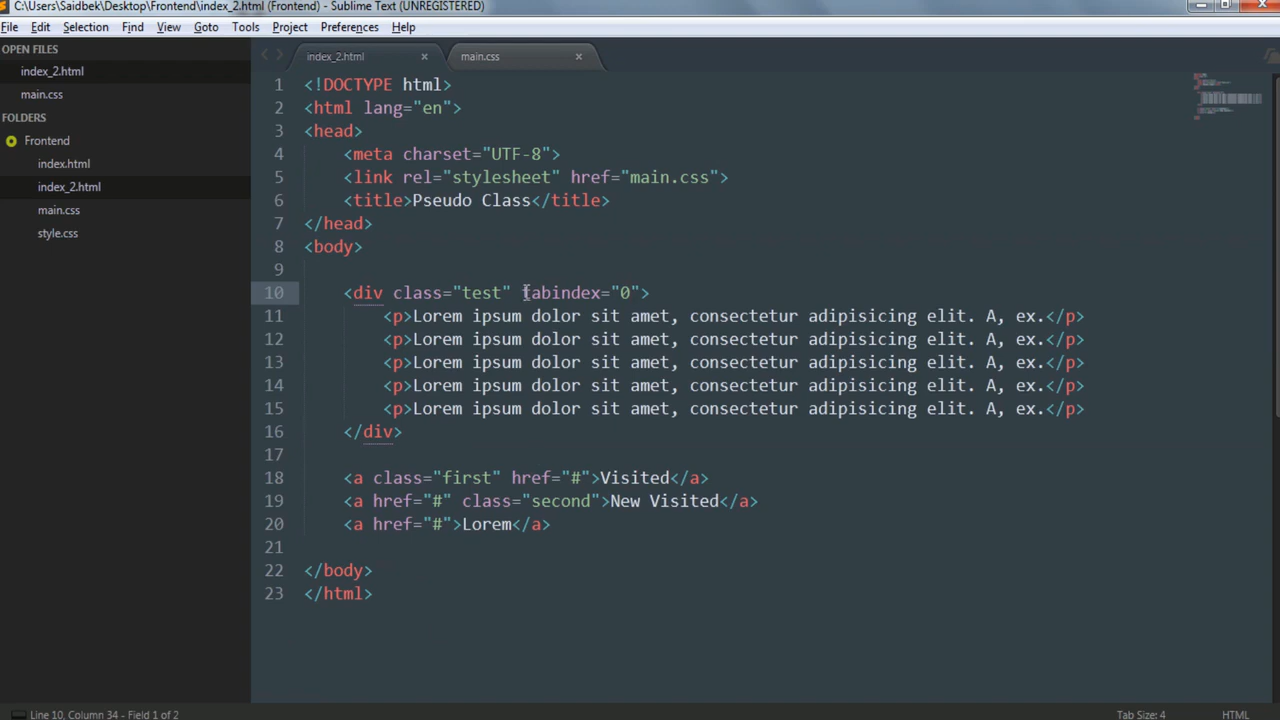 C:\Users\Saidbek\Desktop\Frontend\index_2.html (Frontend) - Sublime Text (UNREGISTERED)
File Edit Selection Find View Goto Tools Project Preferences Help
OPEN FILES
index_2.html
main.css
FOLDERS
Frontend
index.html
index_2.html
main.css
style.css
index_2.html × main.css ×
1 <!DOCTYPE html>
2 <html lang="en">
3 <head>
4 <meta charset="UTF-8">
5 <link rel="stylesheet" href="main.css">
6 <title>Pseudo Class</title>
7 </head>
8 <body>
9
10 <div class="test" tabindex="0">
11 <p>Lorem ipsum dolor sit amet, consectetur adipisicing elit. A, ex.</p>
12 <p>Lorem ipsum dolor sit amet, consectetur adipisicing elit. A, ex.</p>
13 <p>Lorem ipsum dolor sit amet, consectetur adipisicing elit. A, ex.</p>
14 <p>Lorem ipsum dolor sit amet, consectetur adipisicing elit. A, ex.</p>
15 <p>Lorem ipsum dolor sit amet, consectetur adipisicing elit. A, ex.</p>
16 </div>
17
18 <a class="first" href="#">Visited</a>
19 <a href="#" class="second">New Visited</a>
20 <a href="#">Lorem</a>
21
22 </body>
23 </html>
Line 10, Column 34 - Field 1 of 2 Tab Size: 4 HTML